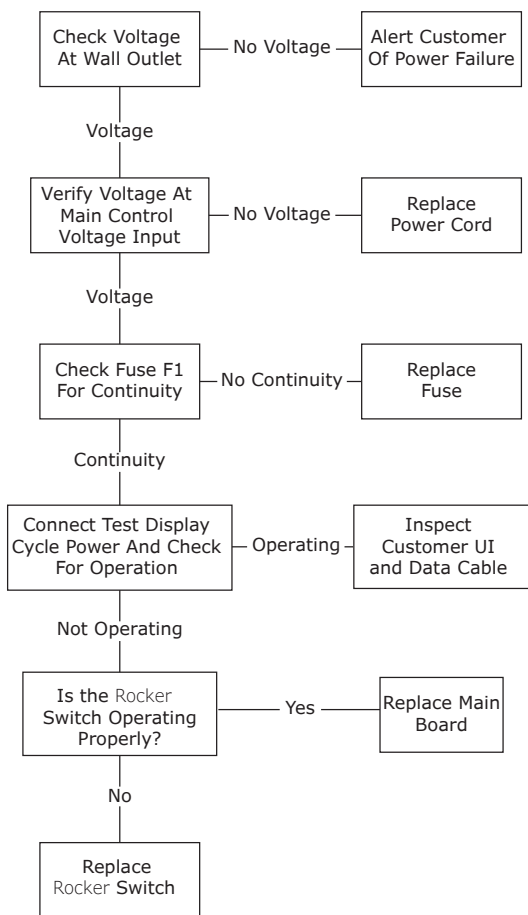 Check Voltage
At Wall Outlet
No Voltage
Alert Customer
Of Power Failure
Voltage
Verify Voltage At
Main Control
Voltage Input
No Voltage
Replace
Power Cord
Voltage
Check Fuse F1
For Continuity
No Continuity
Replace
Fuse
Continuity
Connect Test Display
Cycle Power And Check
For Operation
Operating
Inspect
Customer UI
and Data Cable
Not Operating
Is the Rocker
Switch Operating
Properly?
Yes
Replace Main
Board
No
Replace
Rocker Switch